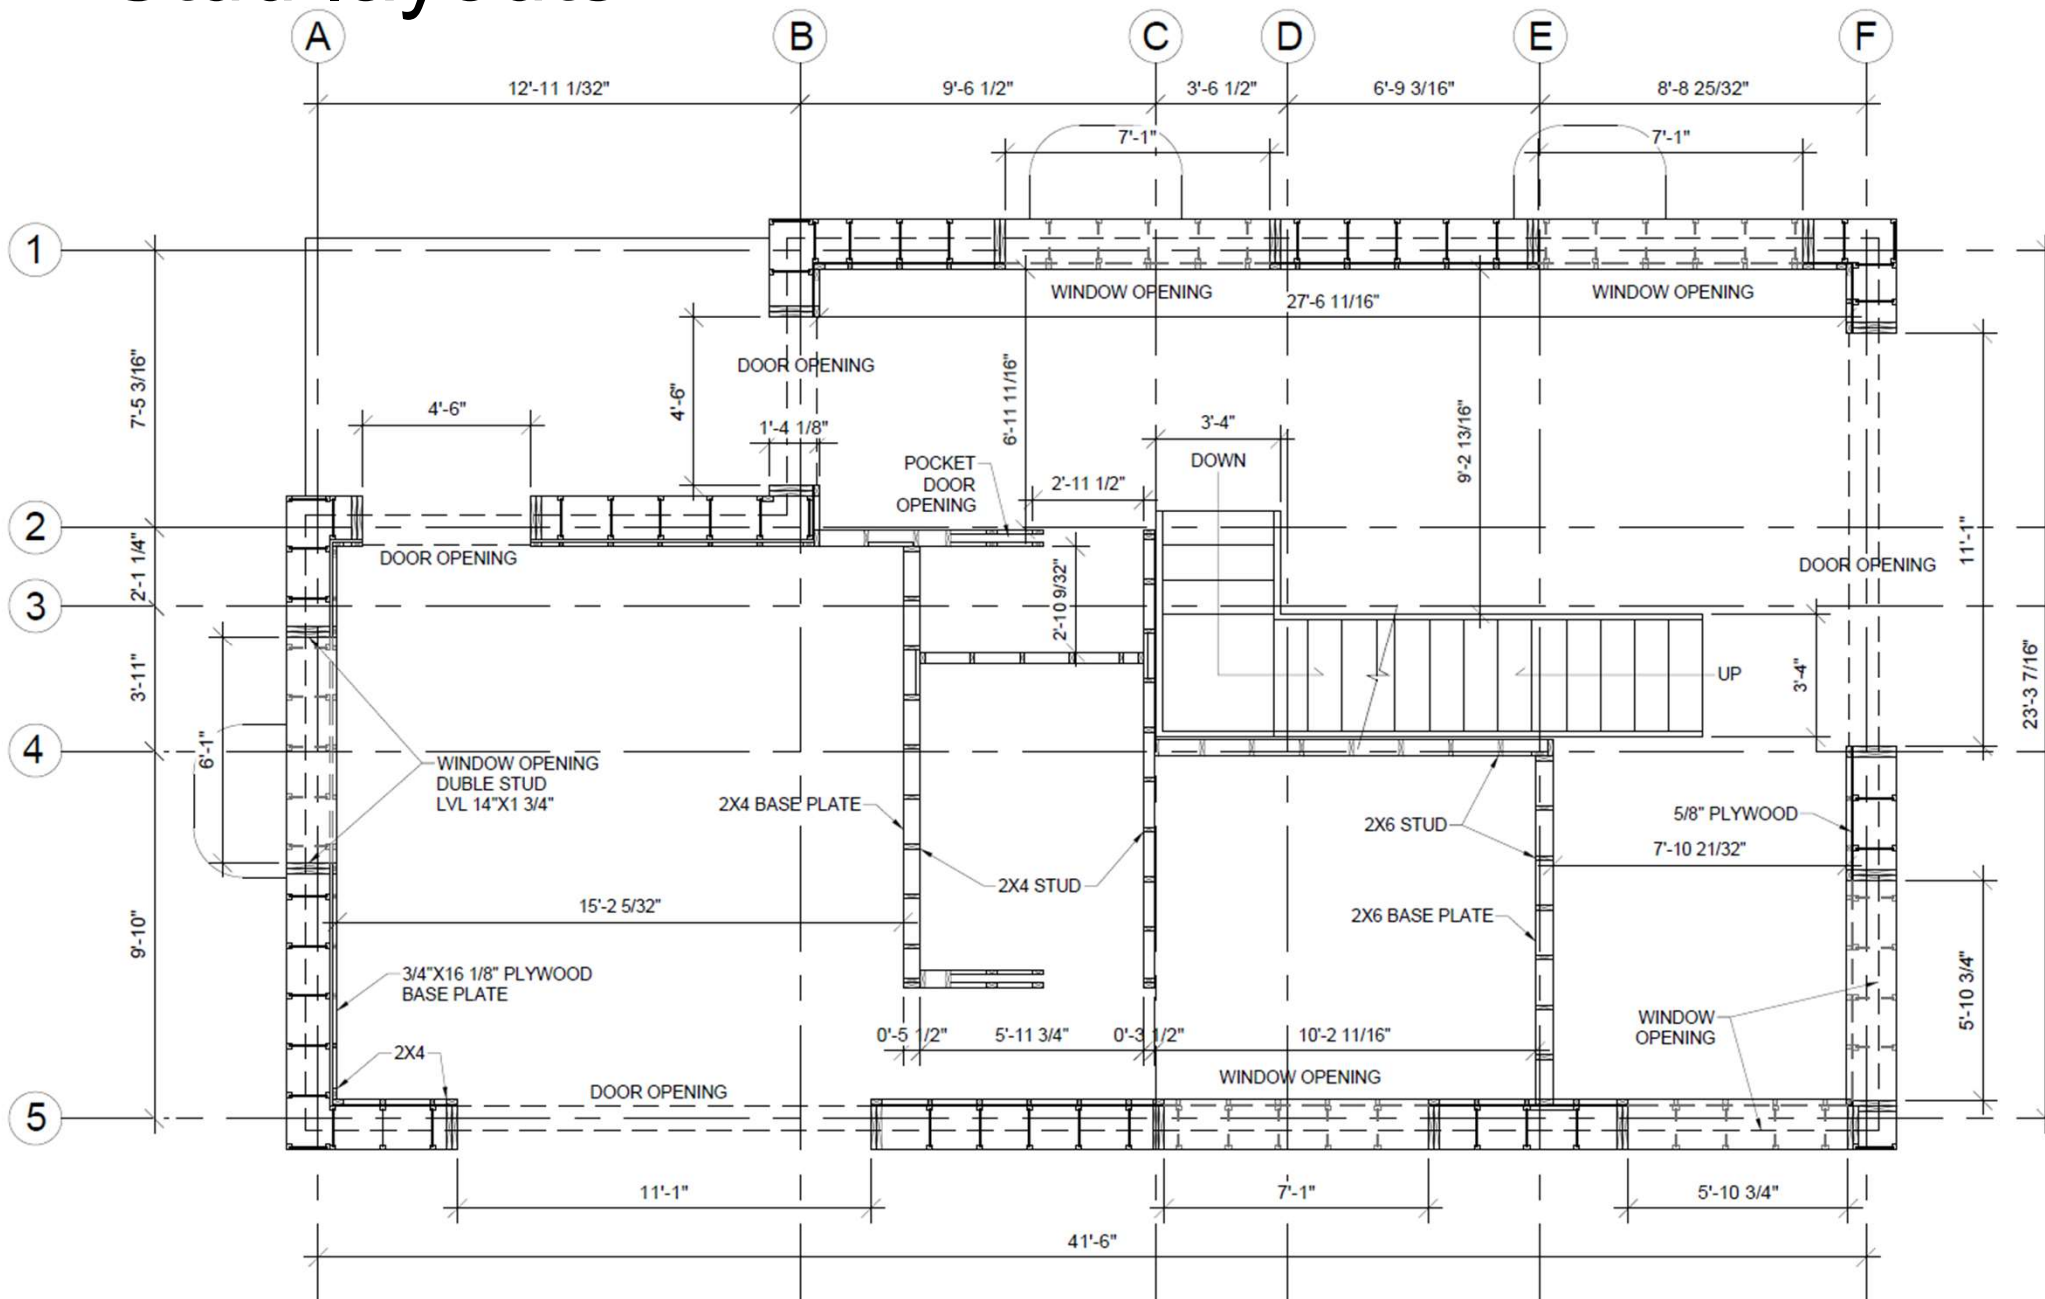 Stud layouts
A B C D E F
12'-11 1/32" 9'-6 1/2" 3'-6 1/2" 6'-9 3/16" 8'-8 25/32"
7'-1" 7'-1"
1
WINDOW OPENING WINDOW OPENING
27'-6 11/16"
DOOR OPENING
7'-5 3/16"
4'-6"
4'-6"
1'-4 1/8"
6'-11 11/16"
3'-4"
9'-2 13/16"
DOWN
POCKET
DOOR
OPENING
2'-11 1/2"
11'-1"
2
DOOR OPENING
DOOR OPENING
2'-1 1/4"
2'-10 9/32"
3
3'-11"
UP
3'-4"
23'-3 7/16"
6'-1"
4
WINDOW OPENING
DUBLE STUD
LVL 14"X1 3/4"
2X4 BASE PLATE
2X6 STUD
5/8" PLYWOOD
7'-10 21/32"
2X4 STUD
15'-2 5/32"
2X6 BASE PLATE
9'-10"
3/4"X16 1/8" PLYWOOD
BASE PLATE
5'-10 3/4"
WINDOW
OPENING
0'-5 1/2" 5'-11 3/4" 0'-3 1/2" 10'-2 11/16"
2X4
WINDOW OPENING
DOOR OPENING
5
11'-1" 7'-1" 5'-10 3/4"
41'-6"